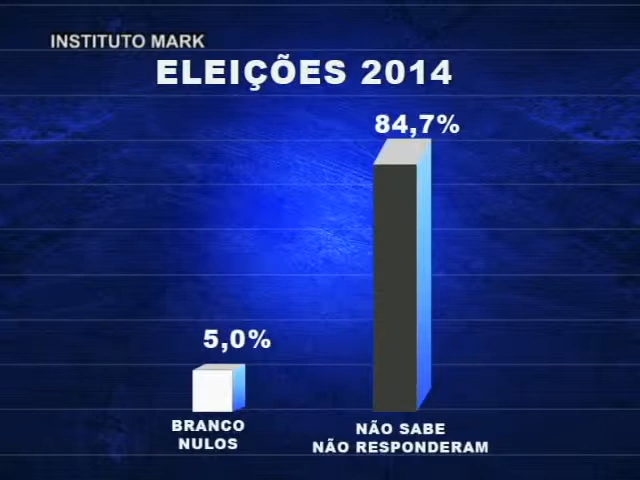 INSTITUTO MARK
ELEIÇÕES 2014
84,7%
5,0%
BRANCO
NULOS
NÃO SABE
NÃO RESPONDERAM